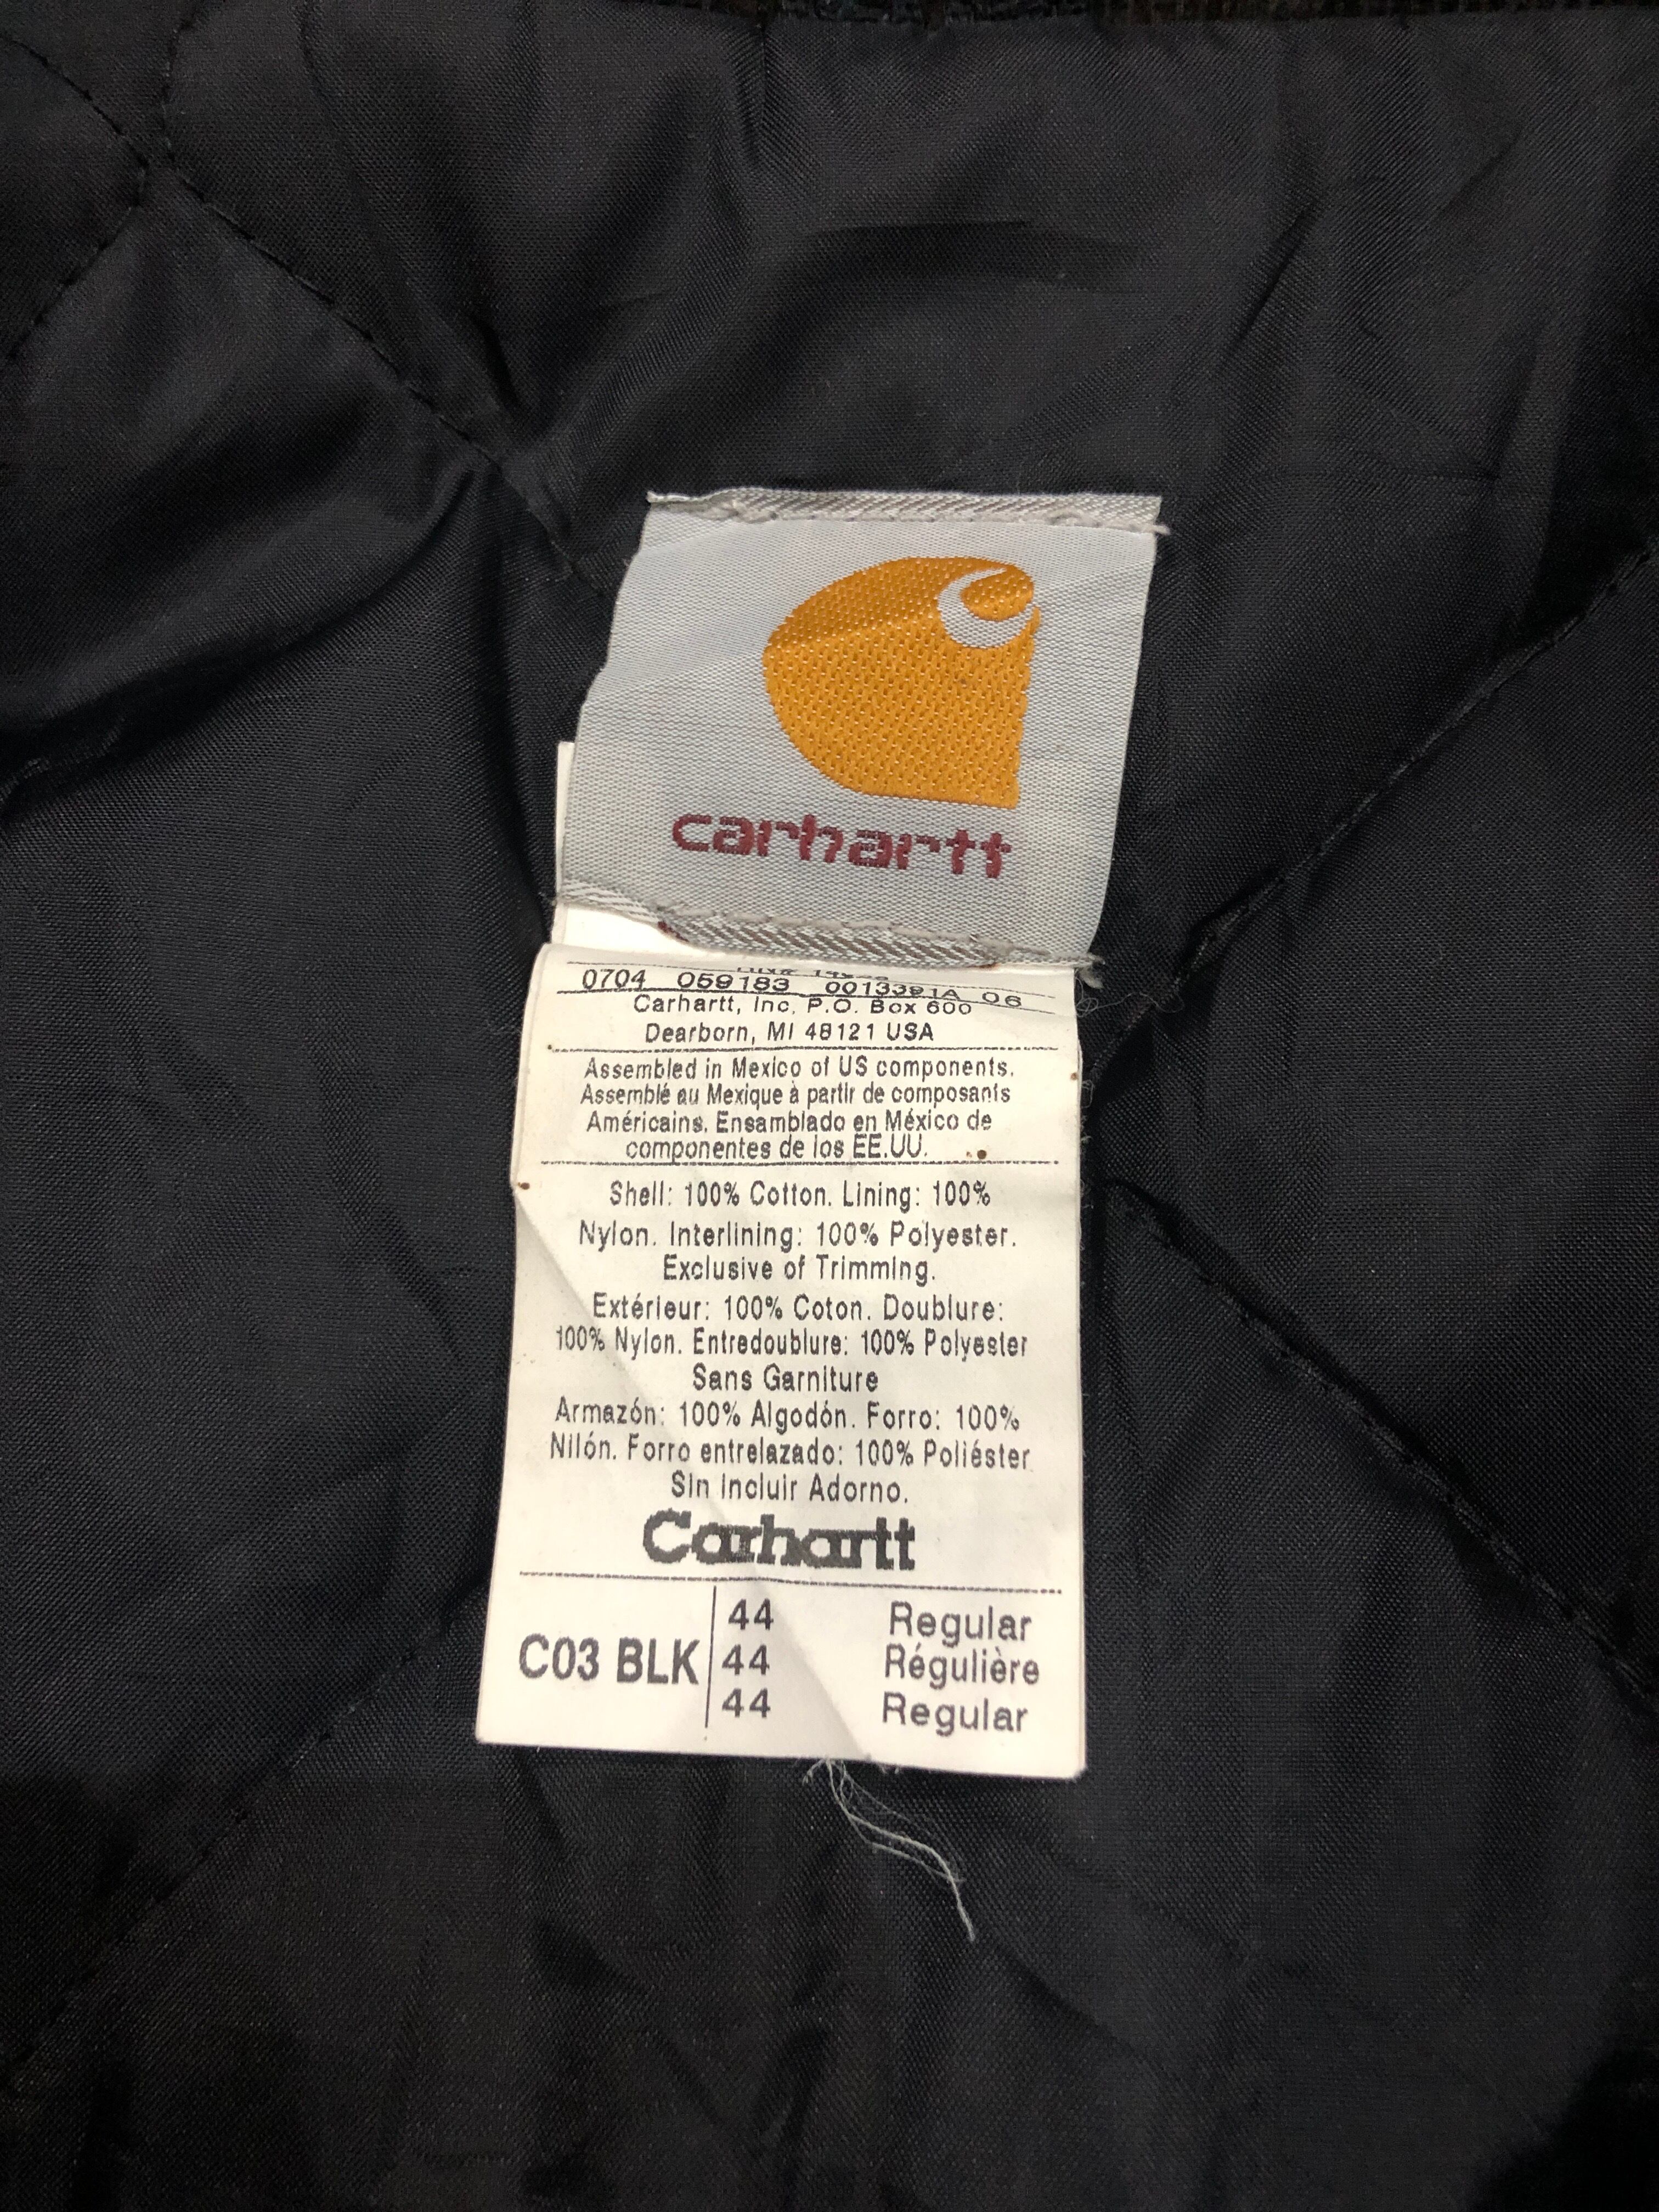 carhartt
0704 059183 0013391A 06
Carhartt, Inc. P.O. Box 600
Dearborn, MI 48121 USA
Assembled in Mexico of US components.
Assemblé au Mexique à partir de composants
Américains. Ensamblado en México de
componentes de los EE.UU.
Shell: 100% Cotton. Lining: 100%
Nylon. Interlining: 100% Polyester.
Exclusive of Trimming.
Extérieur: 100% Coton. Doublure:
100% Nylon. Entredoublure: 100% Polyester
Sans Garniture
Armazón: 100% Algodón. Forro: 100%
Nilón. Forro entrelazado: 100% Poliéster
Sin incluir Adorno.
Carhartt
C03 BLK
44 Regular
44 Régulière
44 Regular